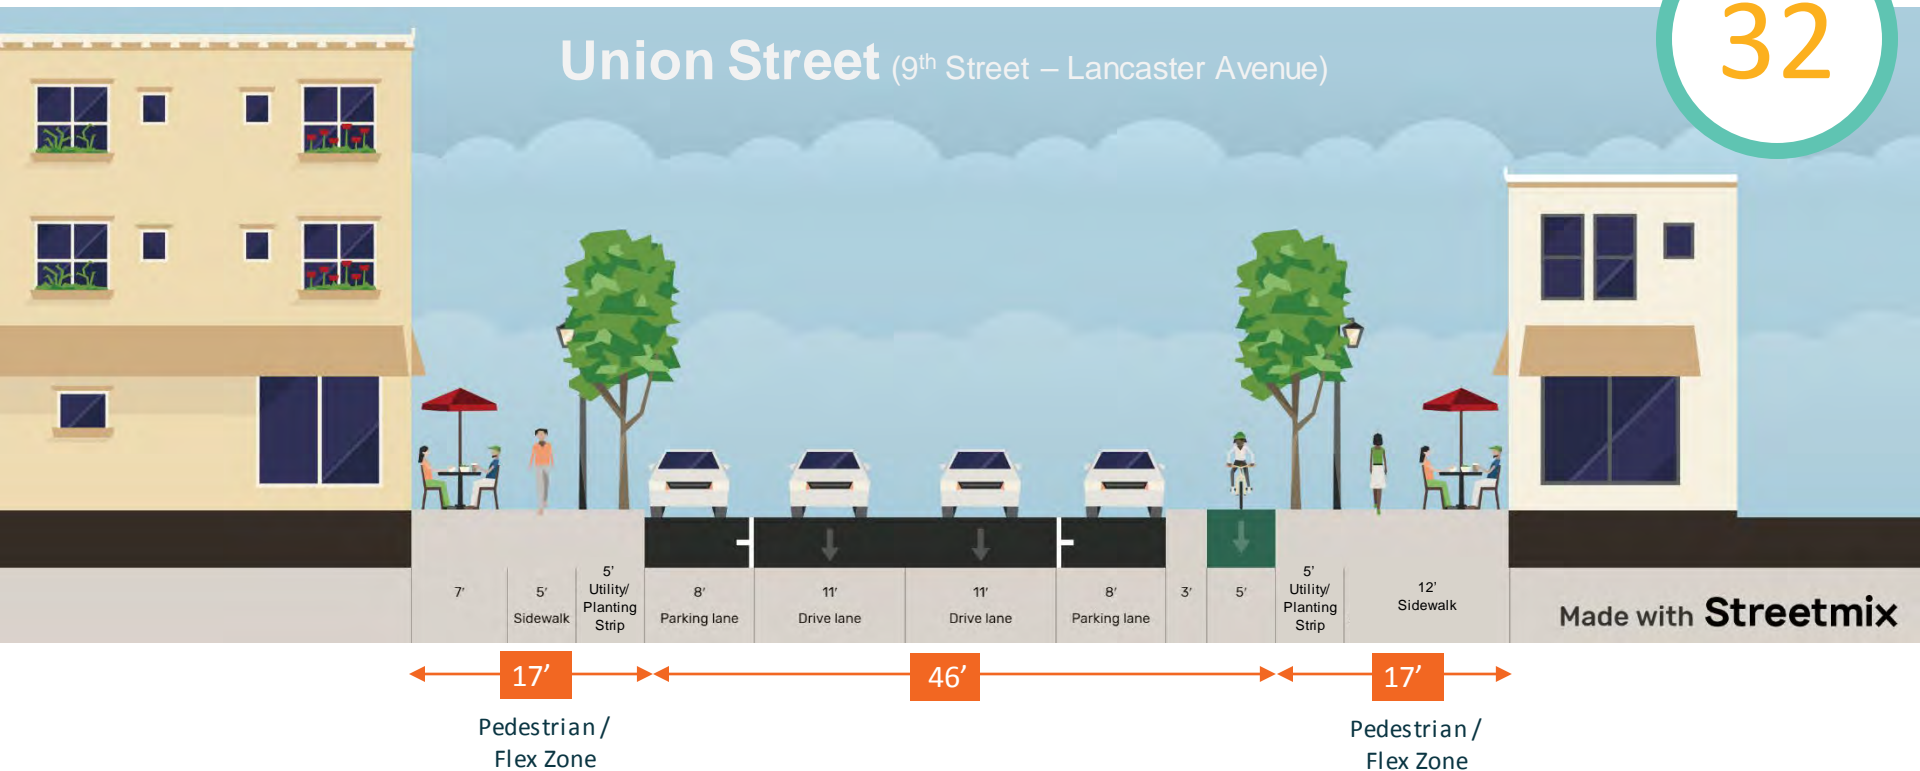 32
Union Street (9th Street – Lancaster Avenue)
7'
5'
Sidewalk
5'
Utility/
Planting
Strip
8'
Parking lane
11'
Drive lane
11'
Drive lane
8'
Parking lane
3'
5'
5'
Utility/
Planting
Strip
12'
Sidewalk
Made with Streetmix
17'
46'
17'
Pedestrian /
Flex Zone
Pedestrian /
Flex Zone